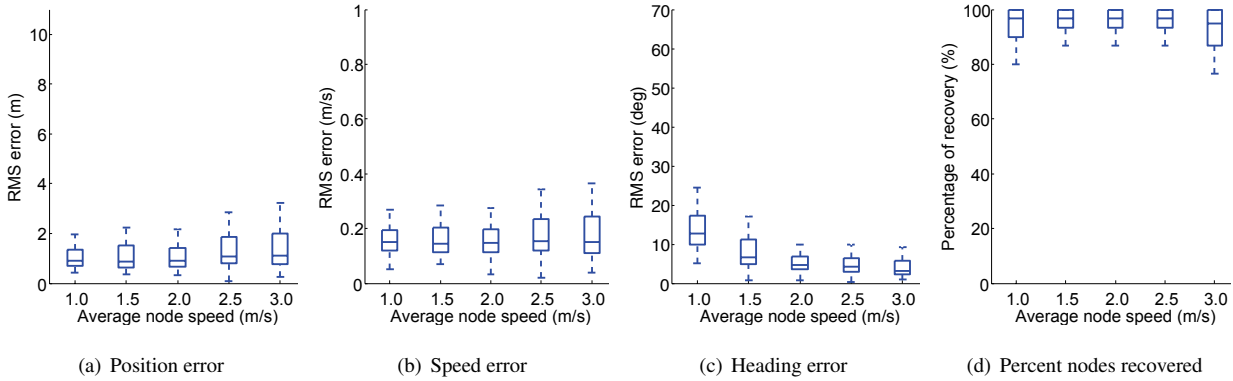 10
8
6
4
2
0
RMS error (m)
1.0 1.5 2.0 2.5 3.0
Average node speed (m/s)
(a) Position error
1
0.8
0.6
0.4
0.2
0
RMS error (m/s)
1.0 1.5 2.0 2.5 3.0
Average node speed (m/s)
(b) Speed error
70
60
50
40
30
20
10
0
RMS error (deg)
1.0 1.5 2.0 2.5 3.0
Average node speed (m/s)
(c) Heading error
100
80
60
40
20
0
Percentage of recovery (%)
1.0 1.5 2.0 2.5 3.0
Average node speed (m/s)
(d) Percent nodes recovered